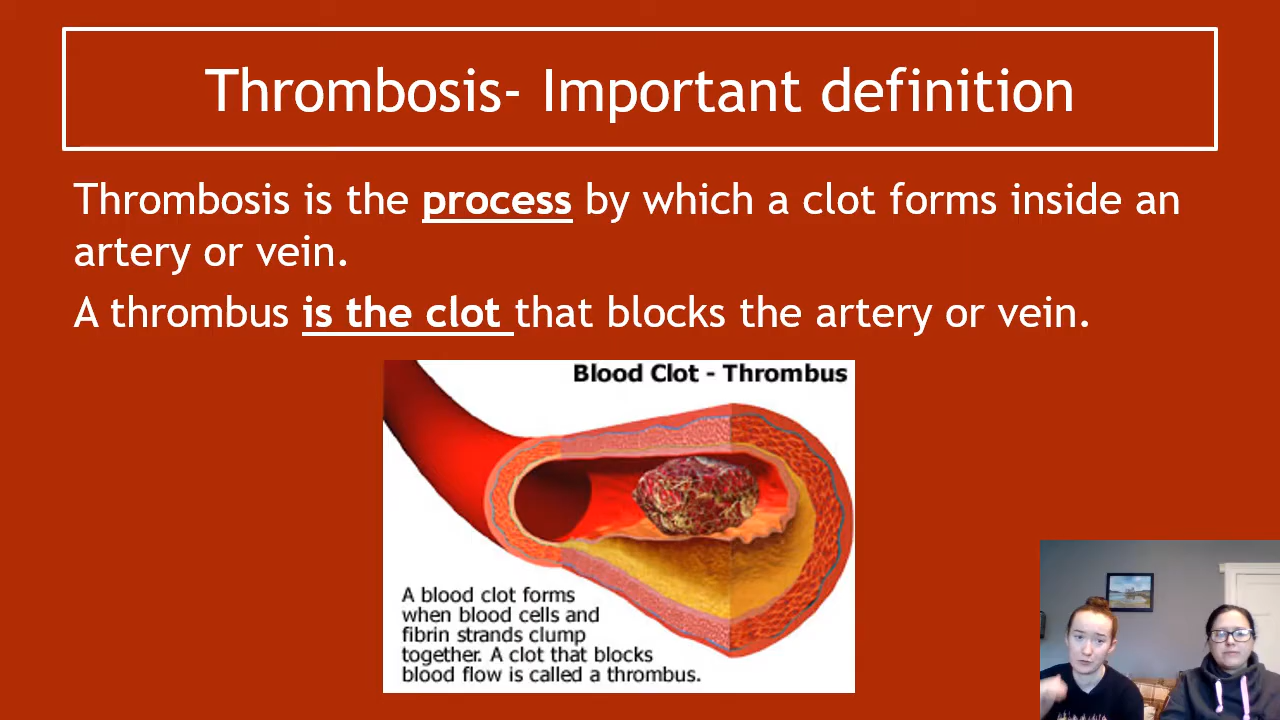 Thrombosis- Important definition
Thrombosis is the process by which a clot forms inside an
artery or vein.
A thrombus is the clot that blocks the artery or vein.
Blood Clot - Thrombus
A blood clot forms
when blood cells and
fibrin strands clump
together. A clot that blocks
blood flow is called a thrombus.